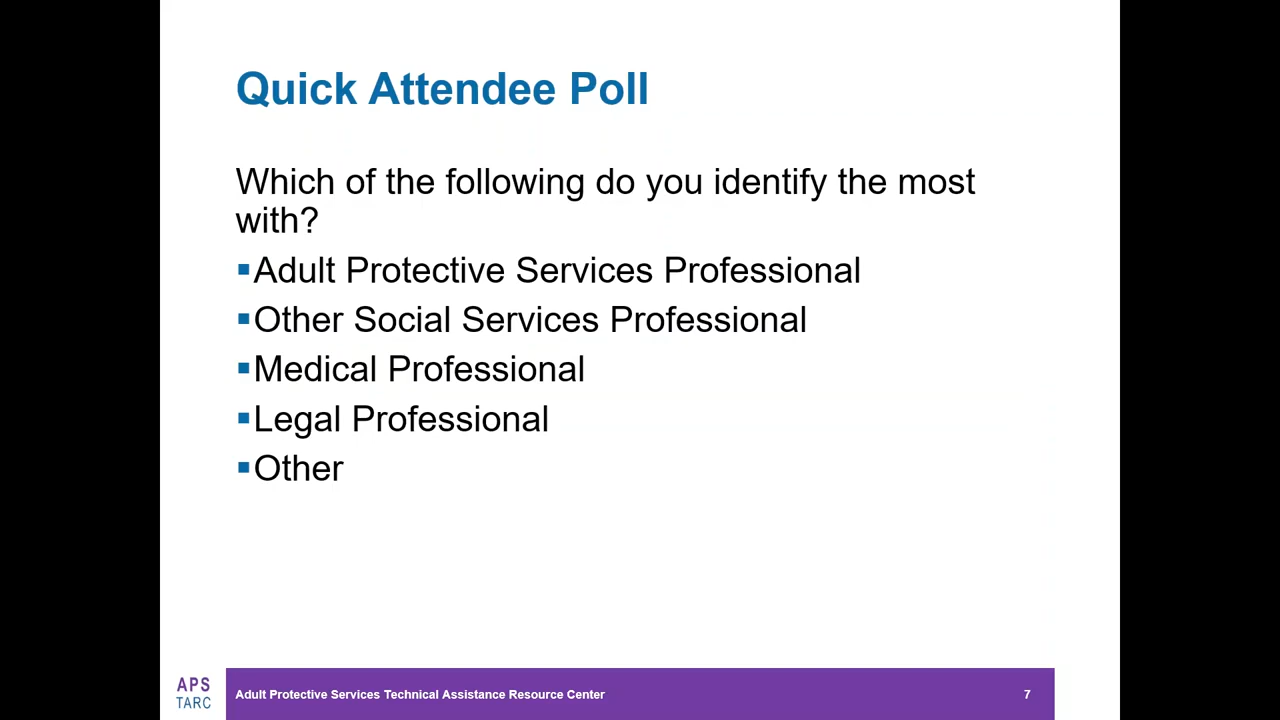 Quick Attendee Poll
Which of the following do you identify the most
with?
▪Adult Protective Services Professional
▪Other Social Services Professional
▪Medical Professional
▪Legal Professional
▪Other
APS
TARC
Adult Protective Services Technical Assistance Resource Center
7